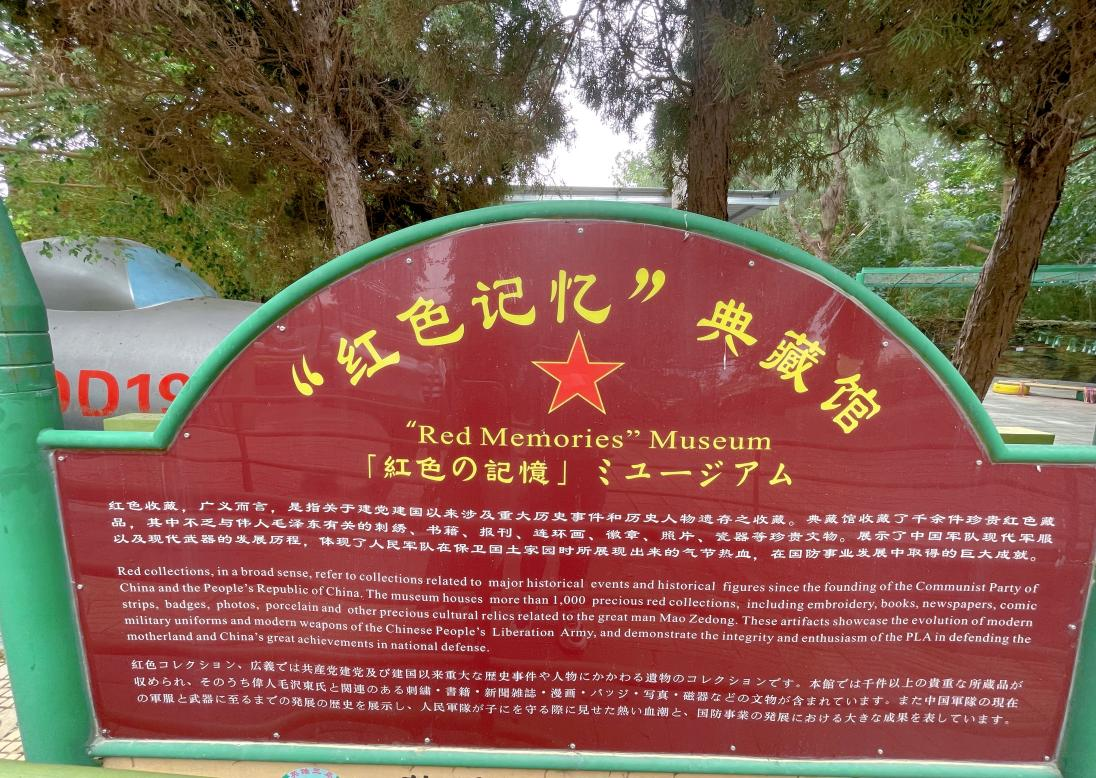 “红色记忆”典藏馆
“Red Memories” Museum
「紅色の記憶」ミュージアム
红色收藏，广义而言，是指关于建党建国以来涉及重大历史事件和历史人物遗存之收藏。典藏馆收藏了千余件珍贵红色藏
品，其中不乏与伟人毛泽东有关的刺绣、书籍、报刊、连环画、徽章、照片、瓷器等珍贵文物。展示了中国军队现代军服
以及现代武器的发展历程，体现了人民军队在保卫国土家园时所展现出来的气节热血，在国防事业发展中取得的巨大成就。
Red collections, in a broad sense, refer to collections related to major historical events and historical figures since the founding of the Communist Party of
China and the People's Republic of China. The museum houses more than 1,000 precious red collections, including embroidery, books, newspapers, comic
strips, badges, photos, porcelain and other precious cultural relics related to the great man Mao Zedong. These artifacts showcase the evolution of modern
military uniforms and modern weapons of the Chinese People's Liberation Army, and demonstrate the integrity and enthusiasm of the PLA in defending the
motherland and China's great achievements in national defense.
紅色コレクション、広義では共産党建党及び建国以来重大な歴史事件や人物にかかわる遺物のコレクションです。本館では千件以上の貴重な所蔵品が
収められ、そのうち偉人毛沢東氏と関連のある刺繍・書籍・新聞雑誌・漫画・バッジ・写真・磁器などの文物が含まれています。また中国軍隊の現在
の軍服と武器に至るまでの発展の歴史を展示し、人民軍隊が子にを守る際に見せた熱い血潮と、国防事業の発展における大きな成果を表しています。
0D19